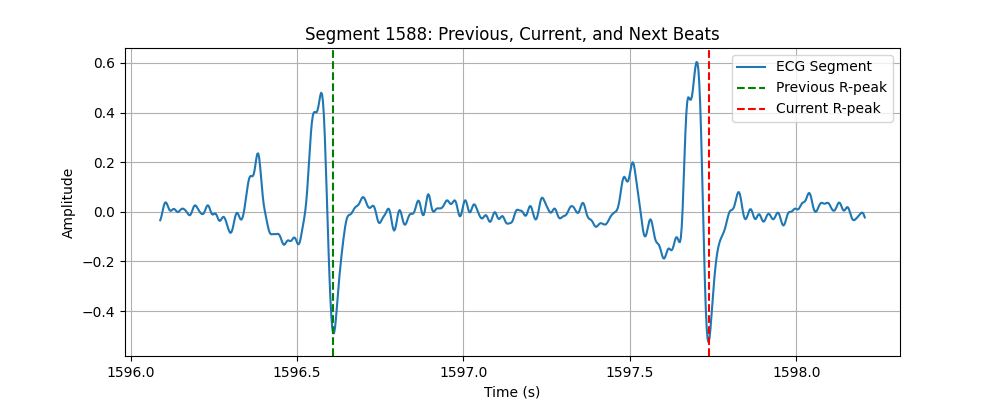 Segment 1588: Previous, Current, and Next Beats
ECG Segment
Previous R-peak
Current R-peak
Amplitude
0.6
0.4
0.2
0.0
−0.2
−0.4
1596.0
1596.5
1597.0
1597.5
1598.0
Time (s)